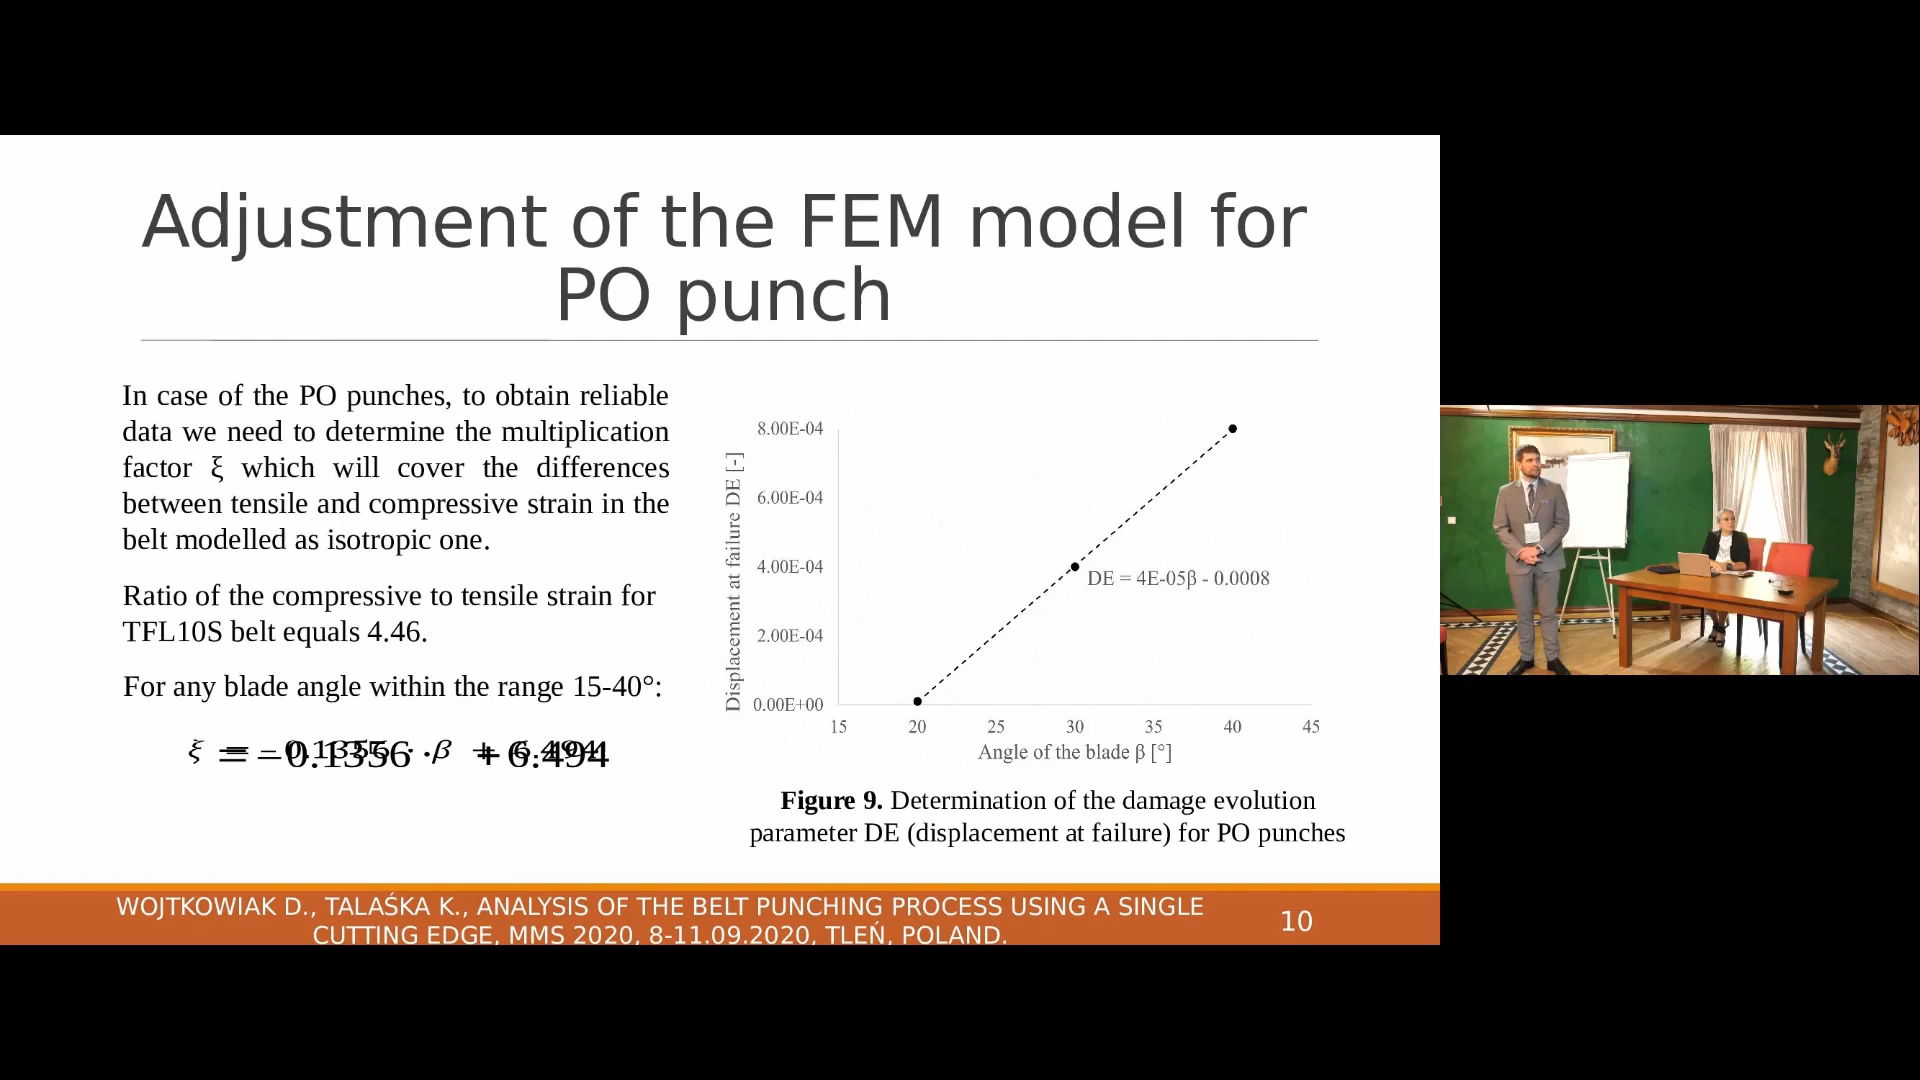 Adjustment of the FEM model for
PO punch
In case of the PO punches, to obtain reliable
data we need to determine the multiplication
factor ξ which will cover the differences
between tensile and compressive strain in the
belt modelled as isotropic one.
Ratio of the compressive to tensile strain for
TFL10S belt equals 4.46.
For any blade angle within the range 15-40°:
ξ = −0.1356 · β + 6.494
Displacement at failure DE [-]
8.00E-04
6.00E-04
4.00E-04
2.00E-04
0.00E+00
DE = 4E-05β - 0.0008
15 20 25 30 35 40 45
Angle of the blade β [°]
Figure 9. Determination of the damage evolution
parameter DE (displacement at failure) for PO punches
WOJTKOWIAK D., TALAŚKA K., ANALYSIS OF THE BELT PUNCHING PROCESS USING A SINGLE
CUTTING EDGE, MMS 2020, 8-11.09.2020, TLEŃ, POLAND.
10